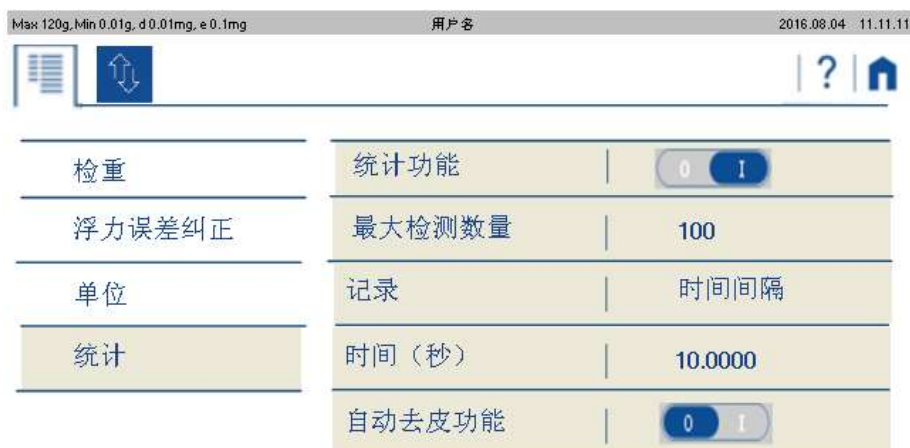 Max 120g, Min 0.01g, d 0.01mg, e 0.1mg 用户名 2016.08.04 11.11.11
?
检重
统计功能 0 I
浮力误差纠正
最大检测数量 100
单位
记录 时间间隔
统计
时间（秒） 10.0000
自动去皮功能 0 I